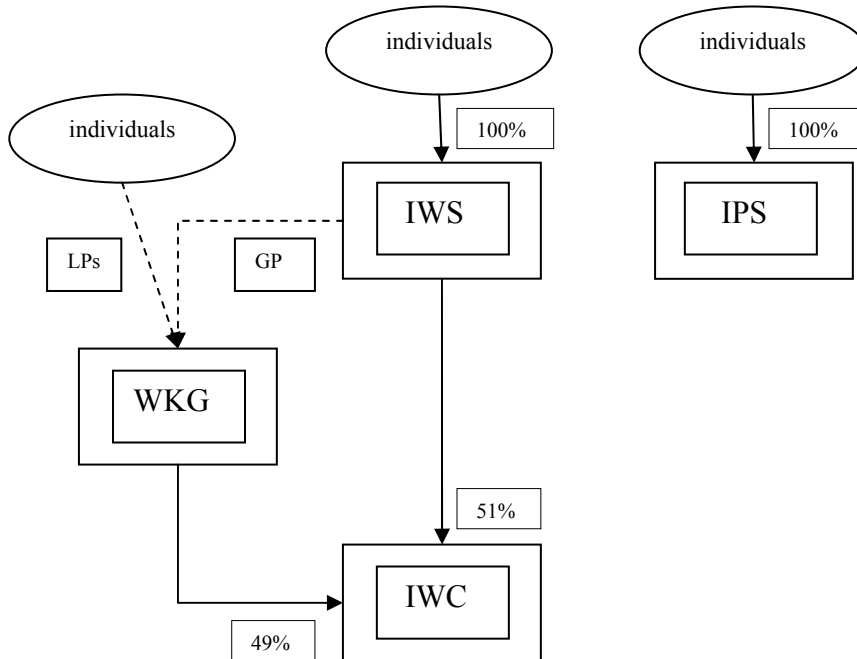 individuals
individuals
100%
100%
individuals
IWS
IPS
LPs
GP
WKG
51%
IWC
49%